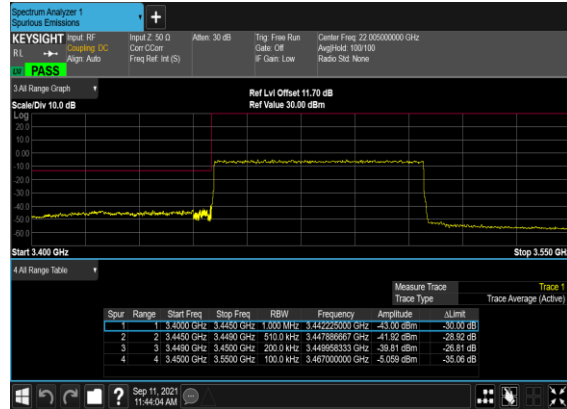 Spectrum Analyzer 1
Spurious Emissions
KEYSIGHT Input: RF Input Z: 50 Ω Atten: 30 dB Trig: Free Run Center Freq: 22.005000000 GHz
RL Coupling: DC Corr CCorr Gate: Off Avg|Hold: 100/100
Align: Auto Freq Ref: Int (S) IF Gain: Low Radio Std: None
PASS
3 All Range Graph
Ref Lvl Offset 11.70 dB
Scale/Div 10.0 dB Ref Value 30.00 dBm
Log
20.0
10.0
0.00
-10.0
-20.0
-30.0
-40.0
-50.0
-60.0
Start 3.400 GHz Stop 3.550 GH
4 All Range Table
Measure Trace Trace 1
Trace Type Trace Average (Active)
Spur Range Start Freq Stop Freq RBW Frequency Amplitude ΔLimit
1 1 3.4000 GHz 3.4450 GHz 1.000 MHz 3.442225000 GHz -43.00 dBm -30.00 dB
2 2 3.4450 GHz 3.4490 GHz 510.0 kHz 3.447886667 GHz -41.92 dBm -28.92 dB
3 3 3.4490 GHz 3.4500 GHz 200.0 kHz 3.449958333 GHz -39.81 dBm -26.81 dB
4 4 3.4500 GHz 3.5500 GHz 100.0 kHz 3.467000000 GHz -5.059 dBm -35.06 dB
? Sep 11, 2021
11:44:04 AM